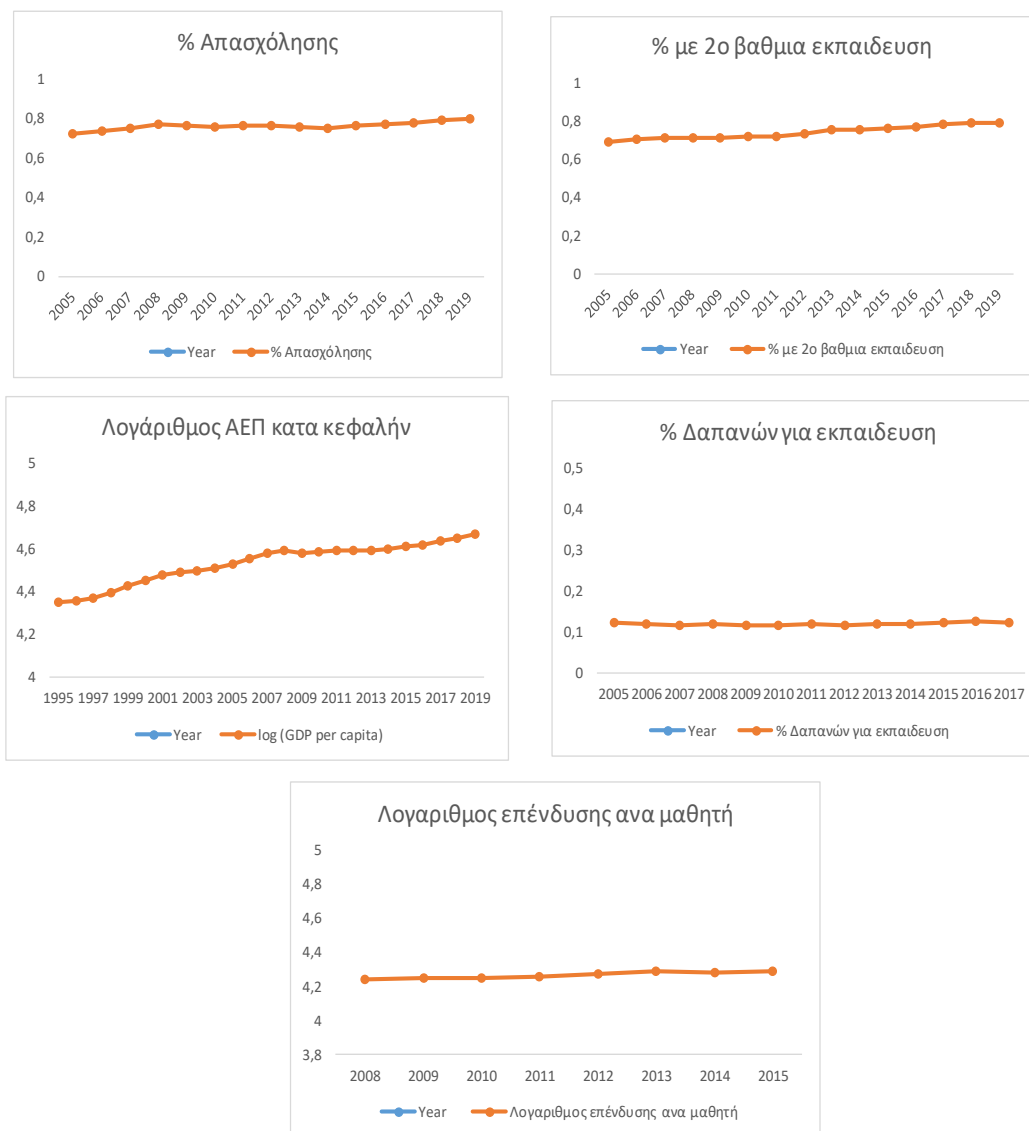 % Απασχόλησης
1
0,8
0,6
0,4
0,2
0
2005 2006 2007 2008 2009 2010 2011 2012 2013 2014 2015 2016 2017 2018 2019
Year % Απασχόλησης
% με 2ο βαθμια εκπαιδευση
1
0,8
0,6
0,4
0,2
0
2005 2006 2007 2008 2009 2010 2011 2012 2013 2014 2015 2016 2017 2018 2019
Year % με 2ο βαθμια εκπαιδευση
Λογάριθμος ΑΕΠ κατα κεφαλήν
5
4,8
4,6
4,4
4,2
4
1995 1997 1999 2001 2003 2005 2007 2009 2011 2013 2015 2017 2019
Year log (GDP per capita)
% Δαπανών για εκπαιδευση
0,5
0,4
0,3
0,2
0,1
0
2005 2006 2007 2008 2009 2010 2011 2012 2013 2014 2015 2016 2017
Year % Δαπανών για εκπαιδευση
Λογαριθμος επένδυσης ανα μαθητή
5
4,8
4,6
4,4
4,2
4
3,8
2008 2009 2010 2011 2012 2013 2014 2015
Year Λογαριθμος επένδυσης ανα μαθητή